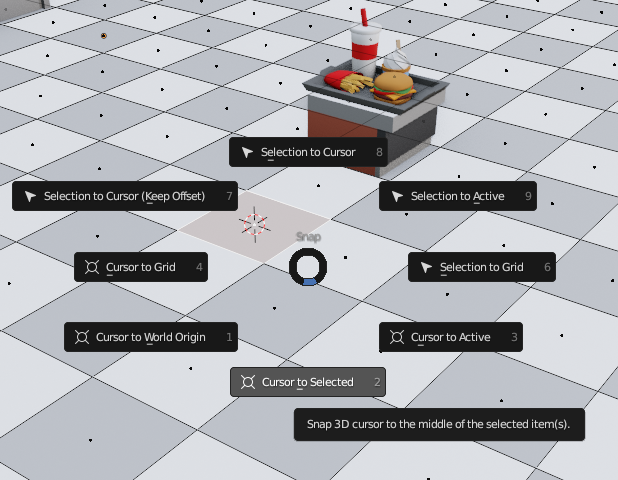 Selection to Cursor 8
Selection to Cursor (Keep Offset) 7
Selection to Active 9
Snap
Cursor to Grid 4
Selection to Grid 6
Cursor to World Origin 1
Cursor to Active 3
Cursor to Selected 2
Snap 3D cursor to the middle of the selected item(s).